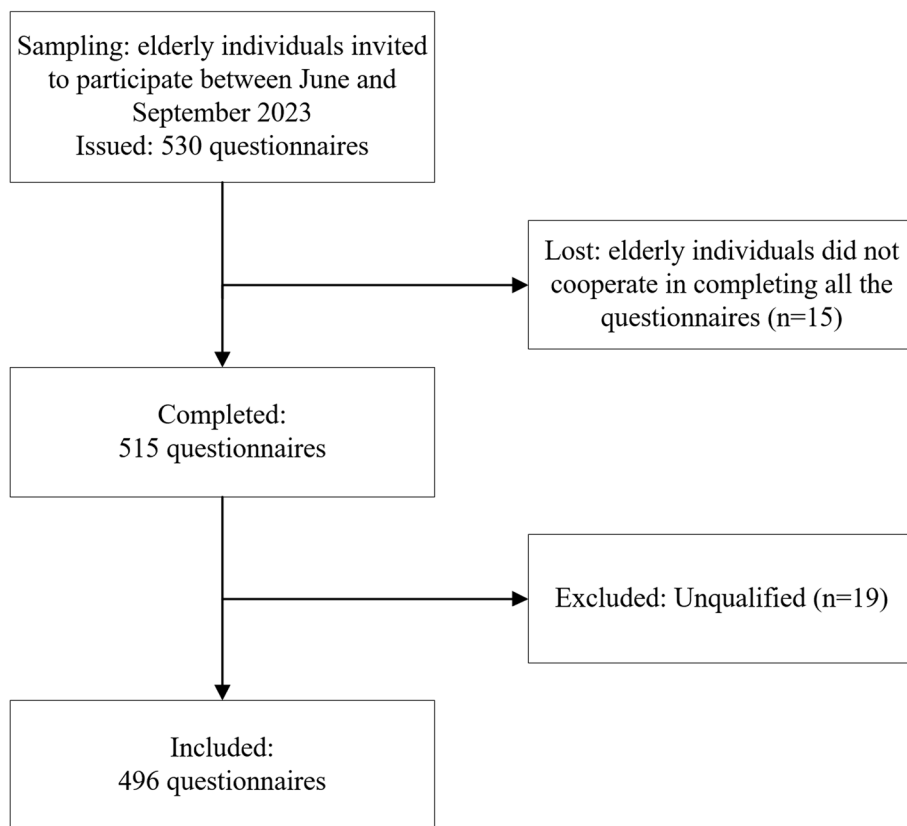 Sampling: elderly individuals invited
to participate between June and
September 2023
Issued: 530 questionnaires
Lost: elderly individuals did not
cooperate in completing all the
questionnaires (n=15)
Completed:
515 questionnaires
Excluded: Unqualified (n=19)
Included:
496 questionnaires